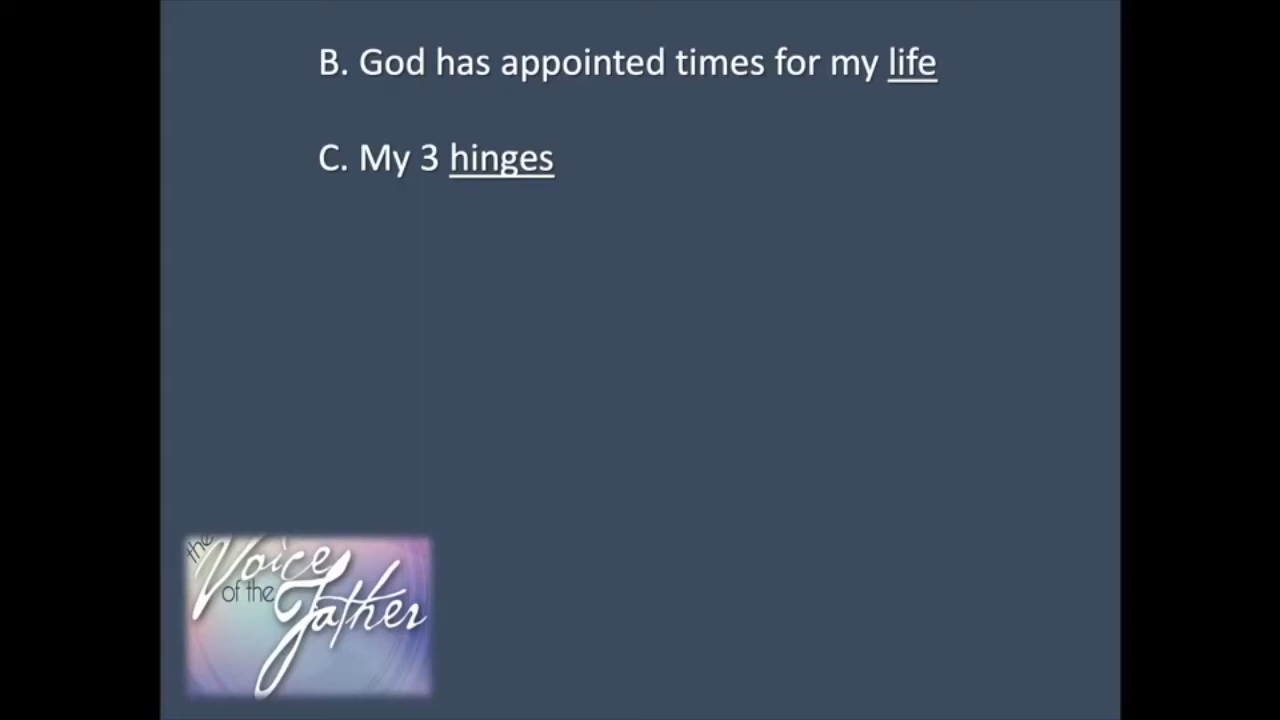 B. God has appointed times for my life
C. My 3 hinges
the
Voice
of the
Father